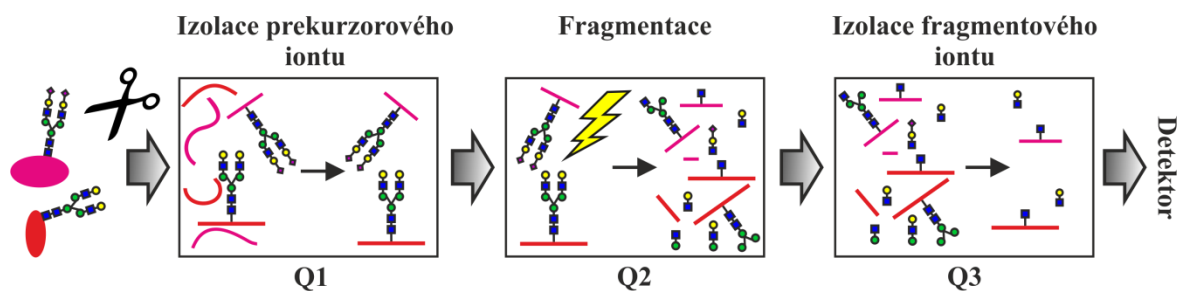 Izolace prekurzorového
iontu
Fragmentace
Izolace fragmentového
iontu
Detektor
Q1
Q2
Q3